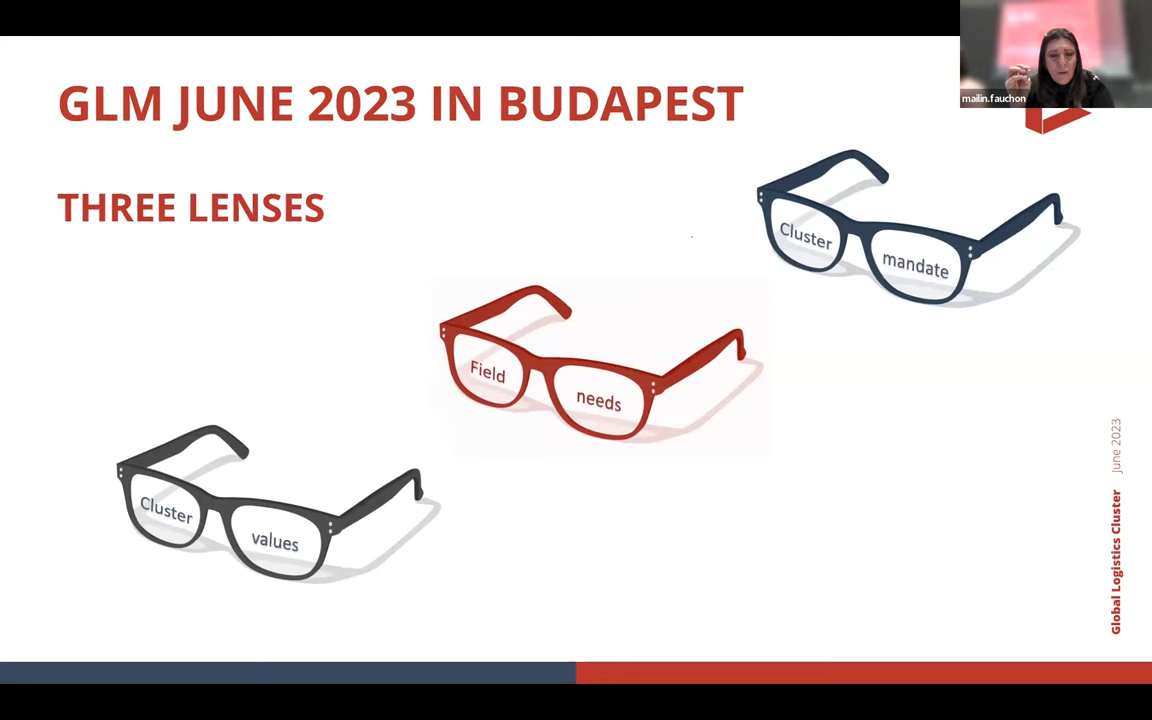 mailin.fauchon
GLM JUNE 2023 IN BUDAPEST
THREE LENSES
Cluster
mandate
Field
needs
Cluster
values
Global Logistics Cluster June 2023